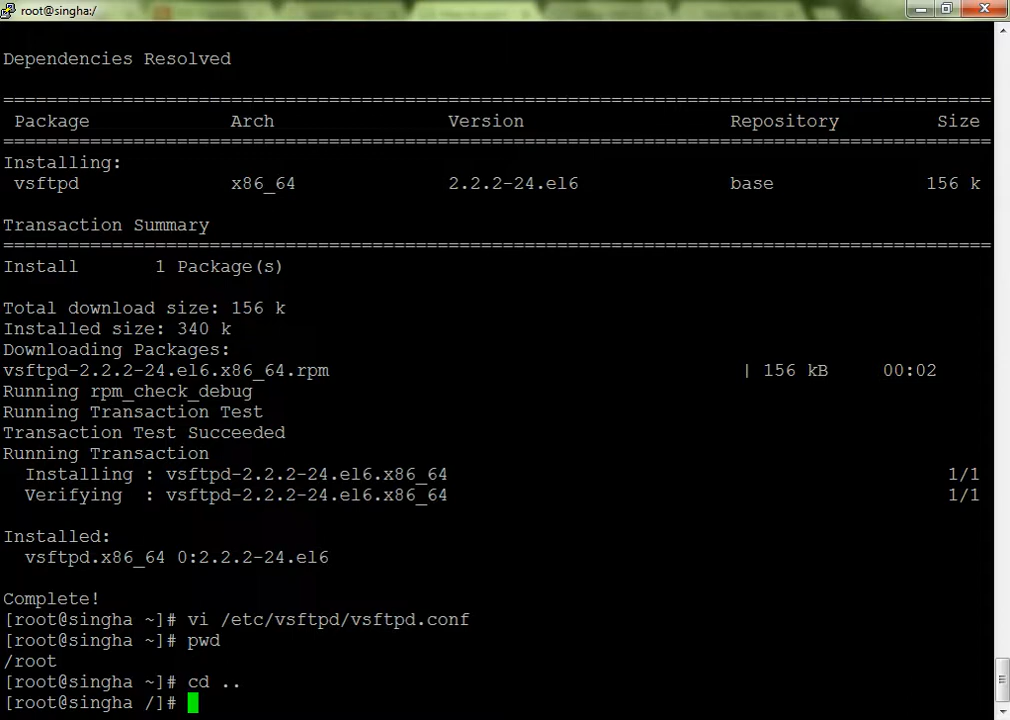 root@singha:/
Dependencies Resolved
================================================================================
Package Arch Version Repository Size
================================================================================
Installing:
vsftpd x86_64 2.2.2-24.el6 base 156 k
Transaction Summary
================================================================================
Install 1 Package(s)
Total download size: 156 k
Installed size: 340 k
Downloading Packages:
vsftpd-2.2.2-24.el6.x86_64.rpm | 156 kB 00:02
Running rpm_check_debug
Running Transaction Test
Transaction Test Succeeded
Running Transaction
Installing : vsftpd-2.2.2-24.el6.x86_64 1/1
Verifying : vsftpd-2.2.2-24.el6.x86_64 1/1
Installed:
vsftpd.x86_64 0:2.2.2-24.el6
Complete!
[root@singha ~]# vi /etc/vsftpd/vsftpd.conf
[root@singha ~]# pwd
/root
[root@singha ~]# cd ..
[root@singha /]#